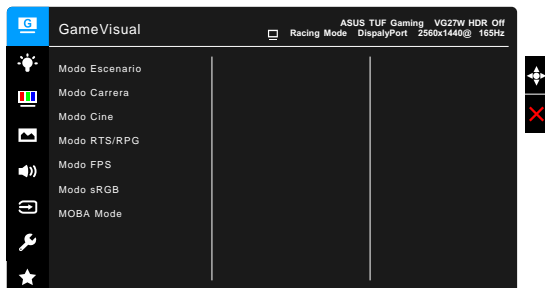 G
GameVisual
ASUS TUF Gaming VG27W HDR Off
Racing Mode DispalyPort 2560x1440@ 165Hz
Modo Escenario
Modo Carrera
Modo Cine
Modo RTS/RPG
Modo FPS
Modo sRGB
MOBA Mode